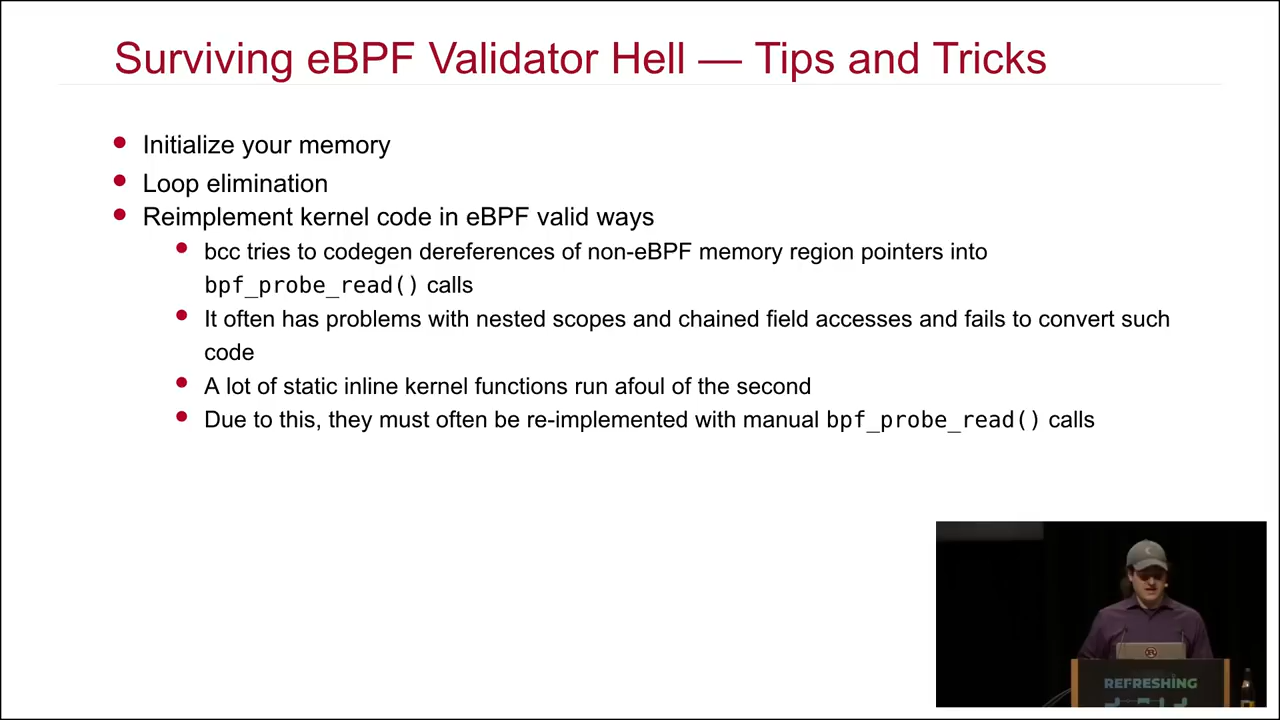 Surviving eBPF Validator Hell — Tips and Tricks
Initialize your memory
Loop elimination
Reimplement kernel code in eBPF valid ways
bcc tries to codegen dereferences of non-eBPF memory region pointers into
bpf_probe_read() calls
It often has problems with nested scopes and chained field accesses and fails to convert such
code
A lot of static inline kernel functions run afoul of the second
Due to this, they must often be re-implemented with manual bpf_probe_read() calls
REFRESHING